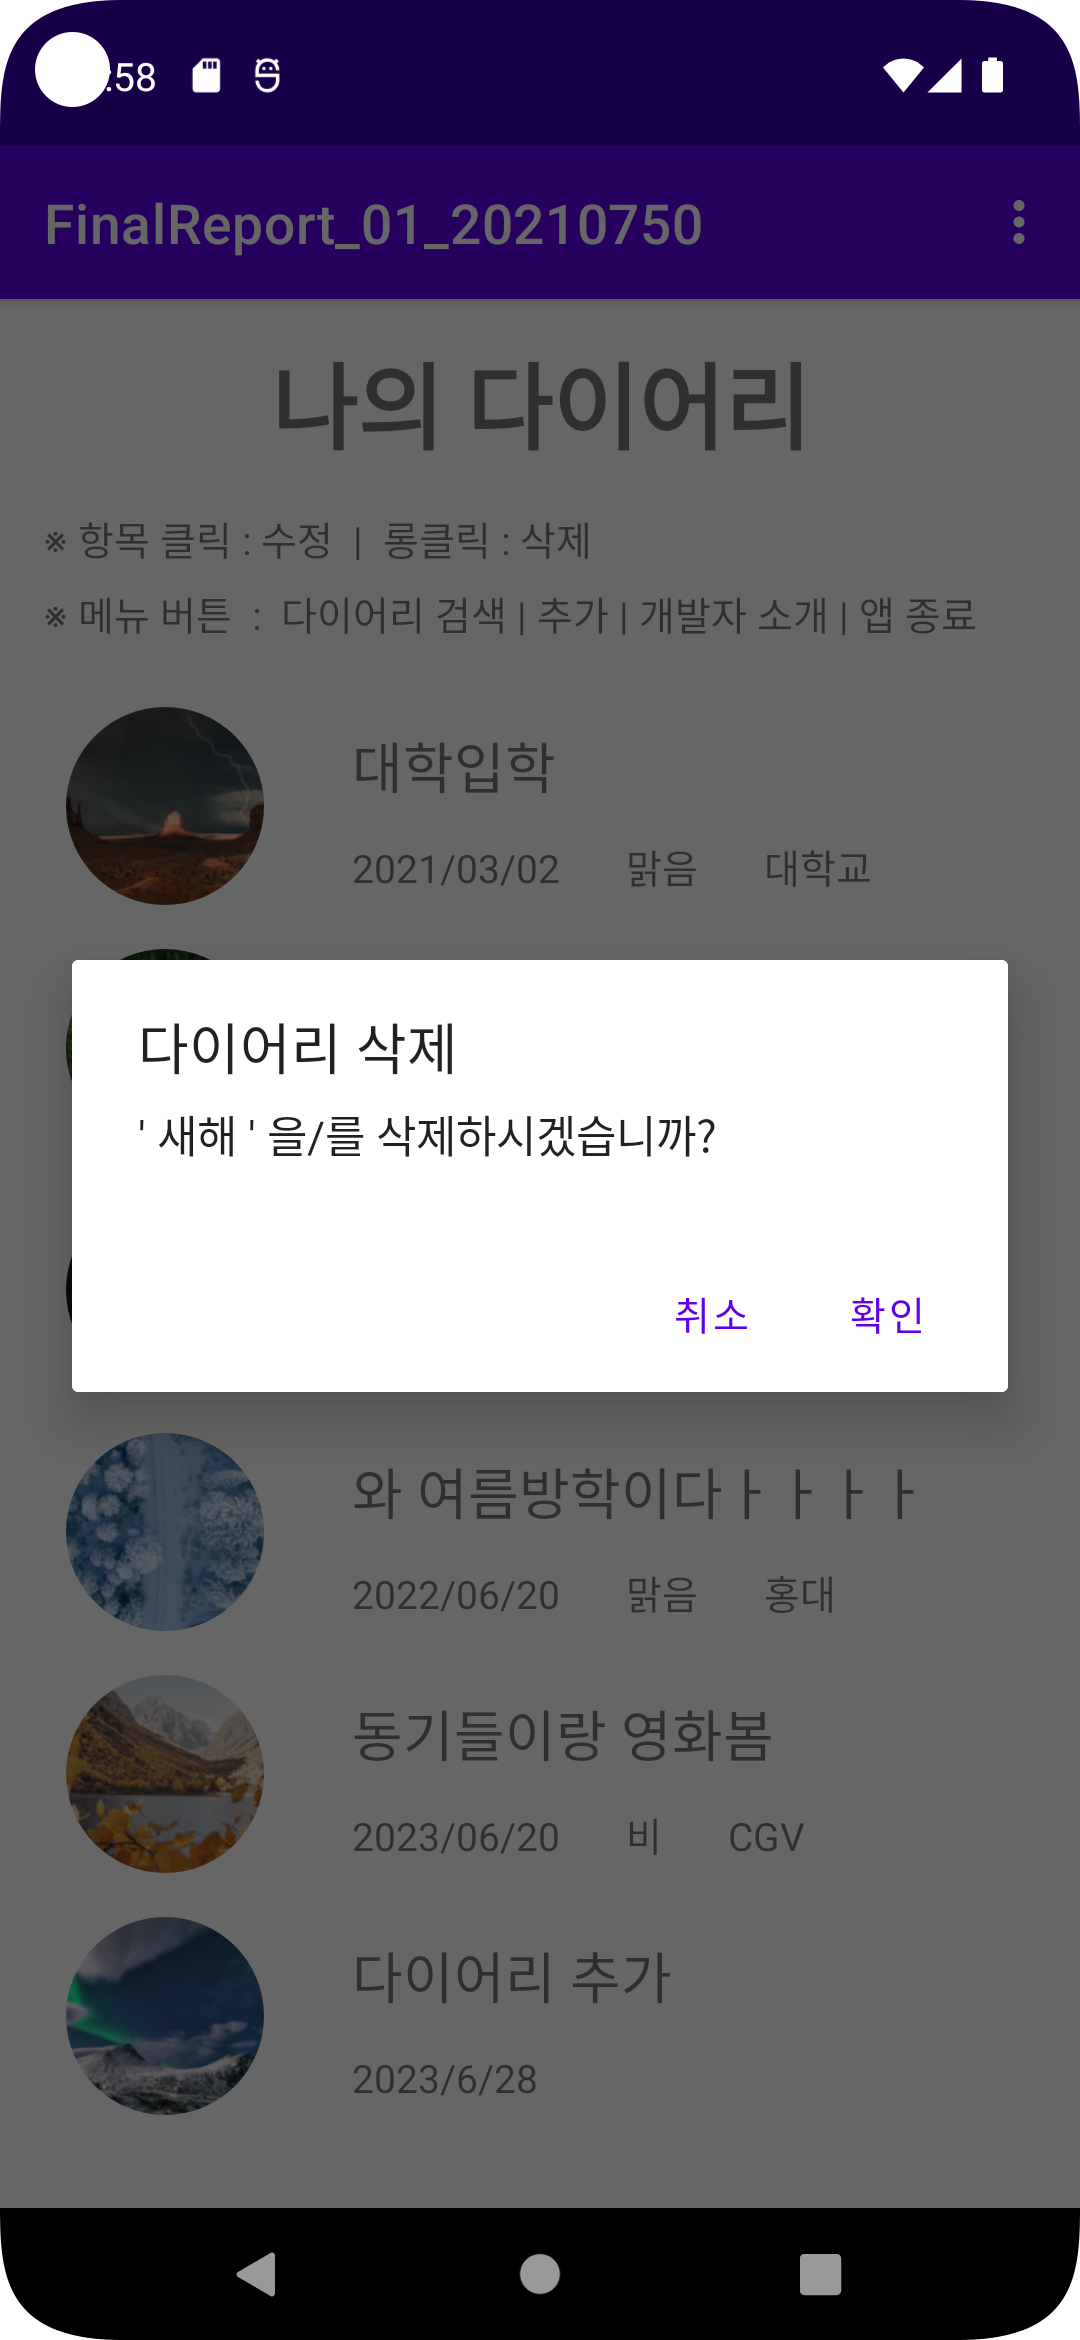 :58
FinalReport_01_20210750
나의 다이어리
※ 항목 클릭 : 수정 | 롱클릭 : 삭제
※ 메뉴 버튼 : 다이어리 검색 | 추가 | 개발자 소개 | 앱 종료
대학입학
2021/03/02 맑음 대학교
다이어리 삭제
' 새해 ' 을/를 삭제하시겠습니까?
취소 확인
와 여름방학이다ㅏㅏㅏㅏ
2022/06/20 맑음 홍대
동기들이랑 영화봄
2023/06/20 비 CGV
다이어리 추가
2023/6/28